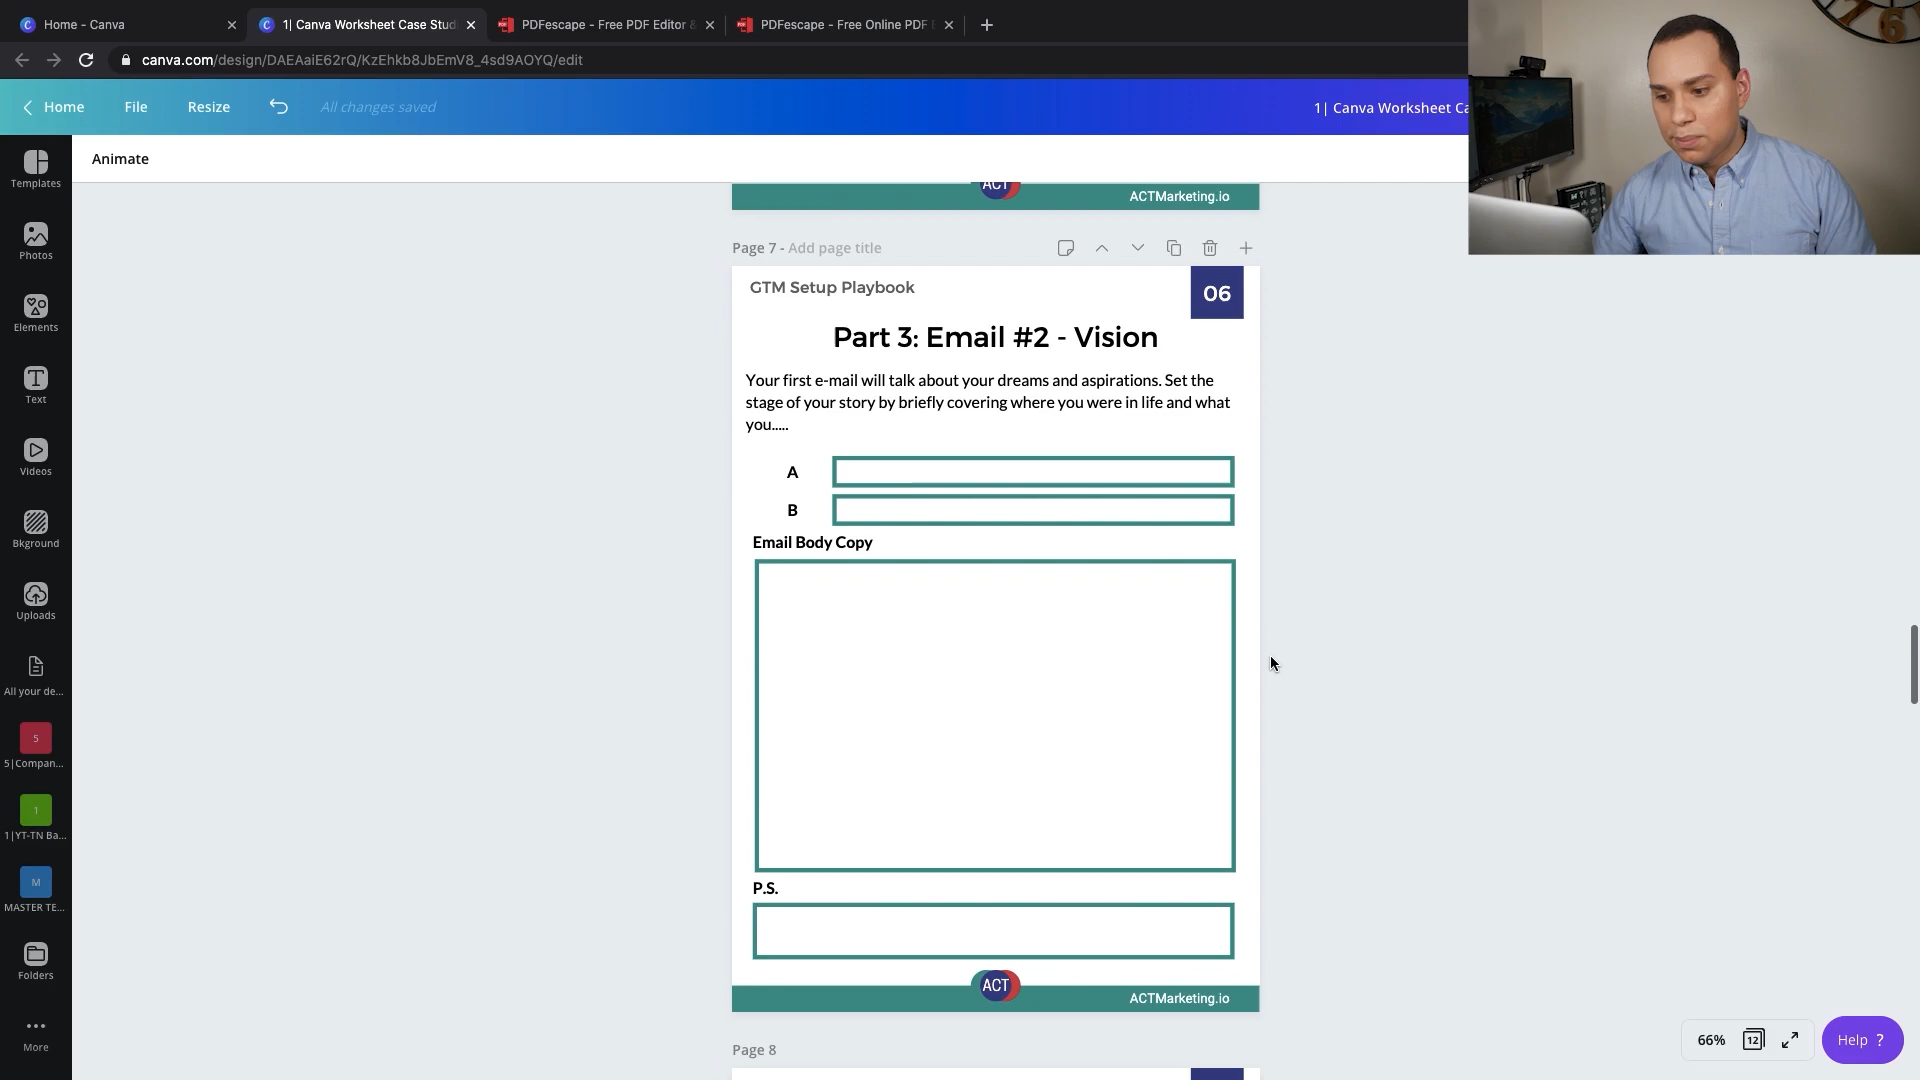 Home - Canva
1| Canva Worksheet Case Stud
PDFescape - Free PDF Editor &
PDFescape - Free Online PDF E
canva.com/design/DAEAaiE62rQ/KzEhkb8JbEmV8_4sd9AOYQ/edit
Home
File
Resize
All changes saved
1| Canva Worksheet Ca
Animate
Templates
Photos
Elements
Text
Videos
Bkground
Uploads
All your de...
5
5|Compan...
1
1|YT-TN Ba...
M
MASTER TE...
Folders
More
ACT
ACTMarketing.io
Page 7 - Add page title
GTM Setup Playbook
06
Part 3: Email #2 - Vision
Your first e-mail will talk about your dreams and aspirations. Set the
stage of your story by briefly covering where you were in life and what
you.....
A
B
Email Body Copy
P.S.
ACT
ACTMarketing.io
Page 8
66%
12
Help ?
6